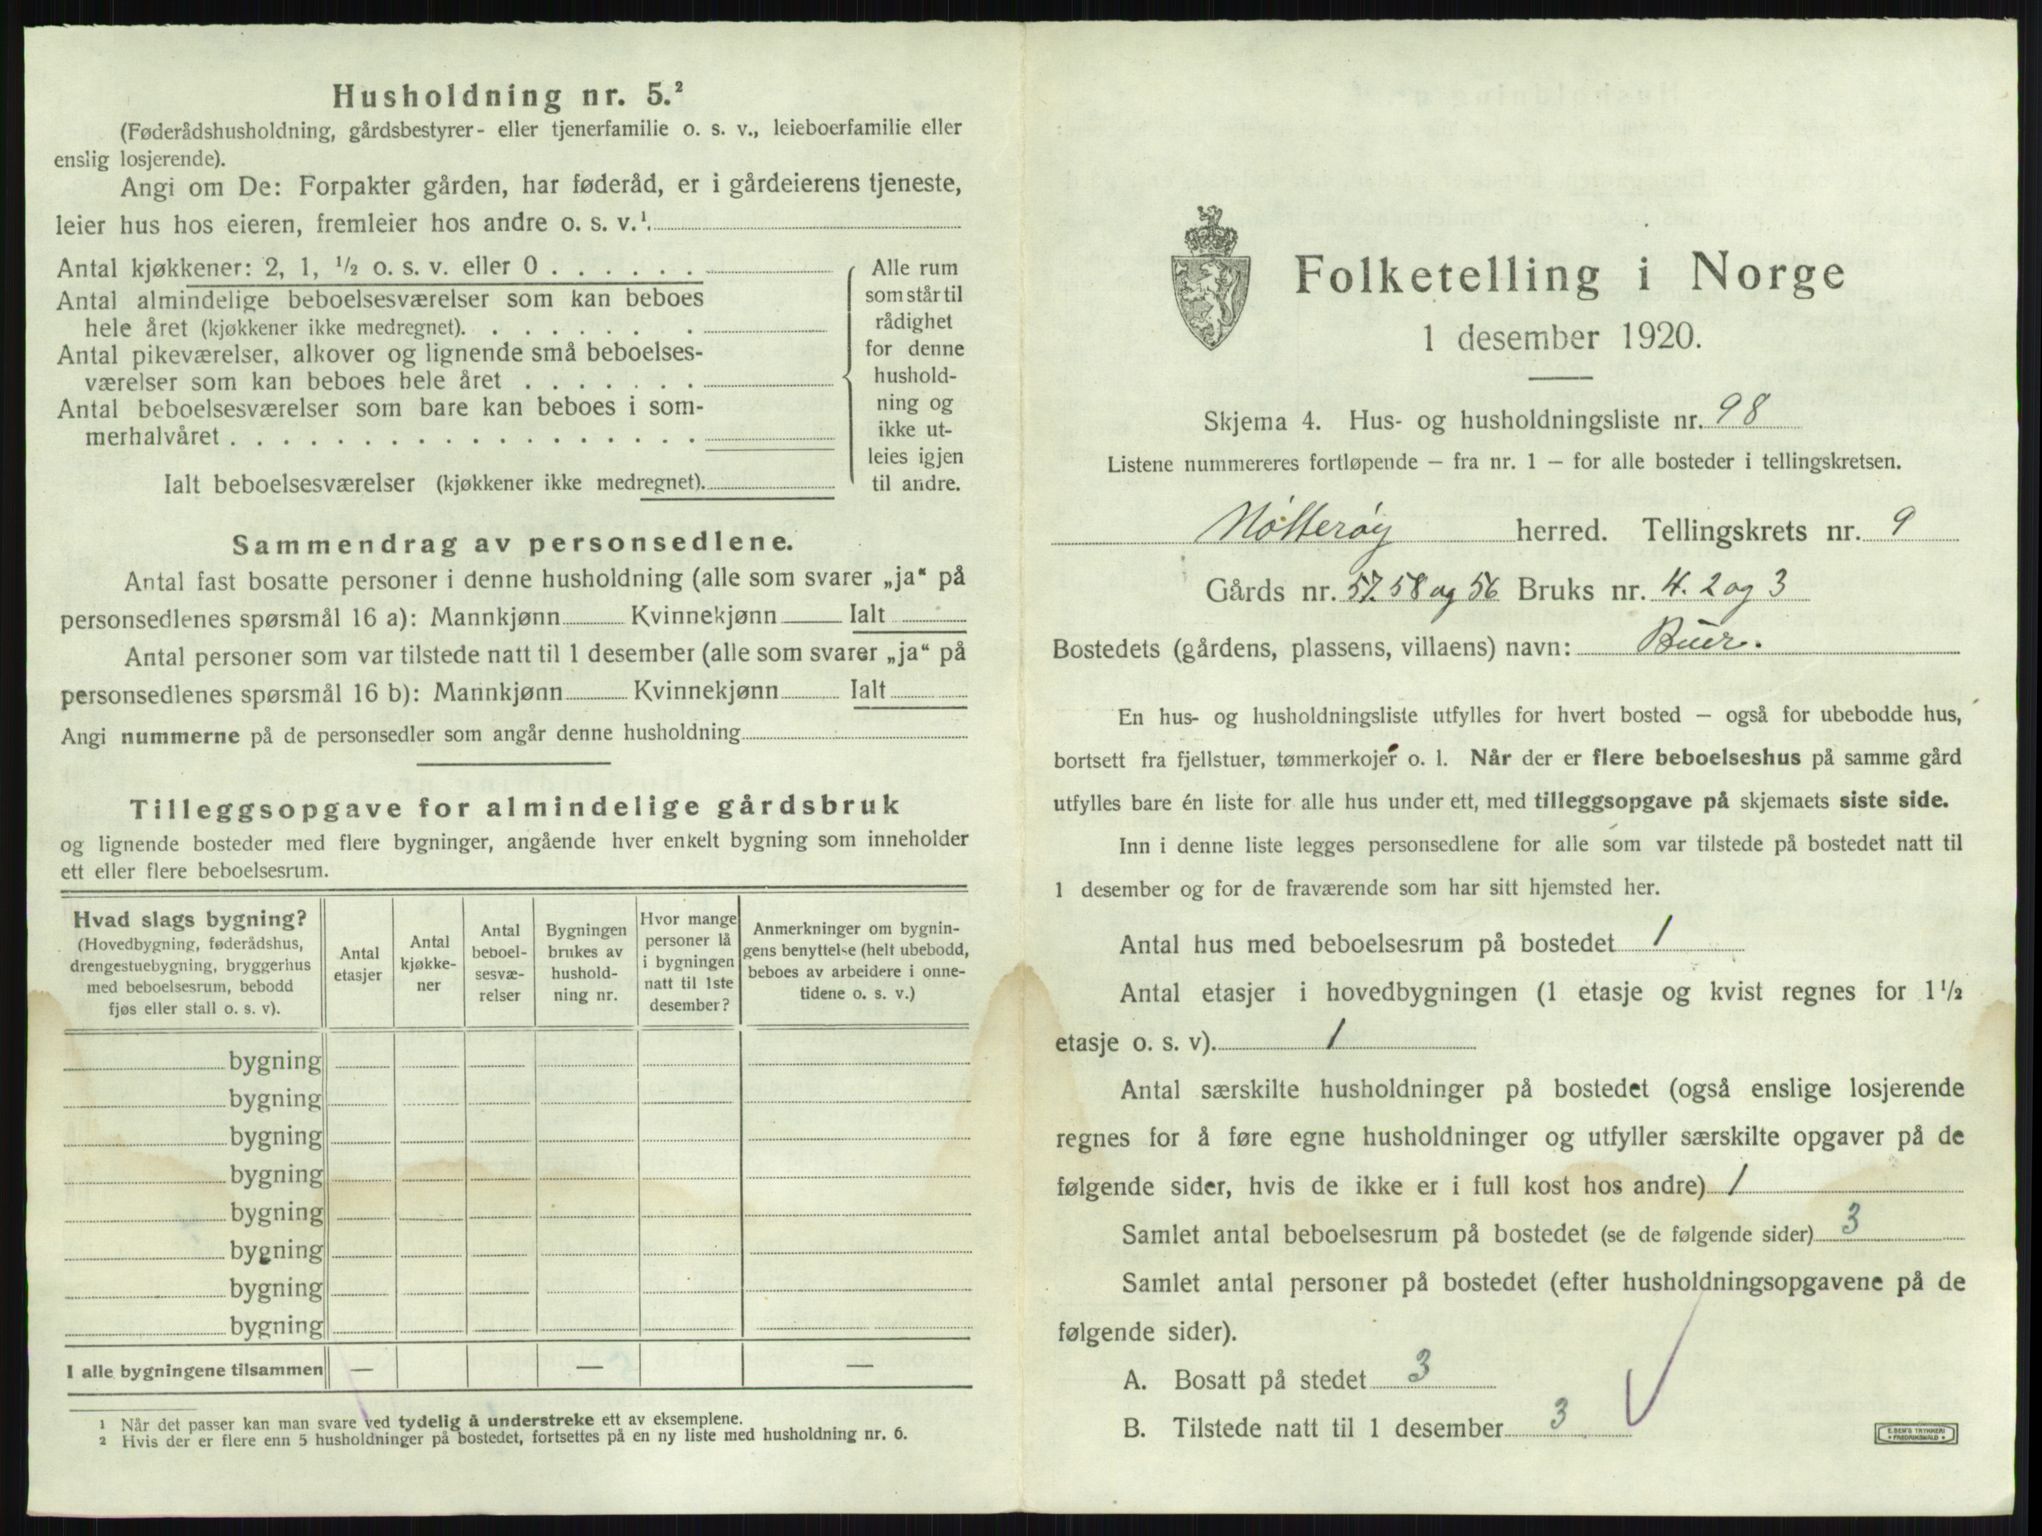 Husholdning nr. 5.²
(Føderådshusholdning, gårdsbestyrer- eller tjenerfamilie o. s. v., leieboerfamilie eller
enslig losjerende).
Angi om De: Forpakter gården, har føderåd, er i gårdeierens tjeneste,
leier hus hos eieren, fremleier hos andre o. s. v.¹.
Antal kjøkkener: 2, 1, ½ o. s. v. eller 0 . . . . . .
Antal almindelige beboelsesværelser som kan beboes
hele året (kjøkkener ikke medregnet). . . . . . . . .
Antal pikeværelser, alkover og lignende små beboelses-
værelser som kan beboes hele året . . . . . . .
Antal beboelsesværelser som bare kan beboes i som-
merhalvåret . . . . . . . . . . . . . . . . . .
Ialt beboelsesværelser (kjøkkener ikke medregnet).
Alle rum
som står til
rådighet
for denne
hushold-
ning og
ikke ut-
leies igjen
til andre.
Sammendrag av personsedlene.
Antal fast bosatte personer i denne husholdning (alle som svarer „ja“ på
personsedlenes spørsmål 16 a): Mannkjønn Kvinnekjønn Ialt
Antal personer som var tilstede natt til 1 desember (alle som svarer „ja“ på
personsedlenes spørsmål 16 b): Mannkjønn Kvinnekjønn Ialt
Angi nummerne på de personsedler som angår denne husholdning
Tilleggsopgave for almindelige gårdsbruk
og lignende bosteder med flere bygninger, angående hver enkelt bygning som inneholder
ett eller flere beboelsesrum.
Hvad slags bygning?
(Hovedbygning, føderådshus,
drengestuebygning, bryggerhus
med beboelsesrum, bebodd
fjøs eller stall o. s. v).
Antal
etasjer
Antal
kjøkke-
ner
Antal
beboel-
sesvæ-
relser
Bygningen
brukes av
hushold-
ning nr.
Hvor mange
personer lå
i bygningen
natt til 1ste
desember?
Anmerkninger om bygnin-
gens benyttelse (helt ubebodd,
beboes av arbeidere i onne-
tidene o. s. v.)
bygning
bygning
bygning
bygning
bygning
bygning
bygning
bygning
I alle bygningene tilsammen — — —
¹ Når det passer kan man svare ved tydelig å understreke ett av eksemplene.
² Hvis der er flere enn 5 husholdninger på bostedet, fortsettes på en ny liste med husholdning nr. 6.
Folketelling i Norge
1 desember 1920.
Skjema 4. Hus- og husholdningsliste nr. 98
Listene nummereres fortløpende – fra nr. 1 – for alle bosteder i tellingskretsen.
Nøtterøy herred. Tellingskrets nr. 9
Gårds nr. 57. 58 og 56 Bruks nr. 4. 2 og 3
Bostedets (gårdens, plassens, villaens) navn: Buer.
En hus- og husholdningsliste utfylles for hvert bosted – også for ubebodde hus,
bortsett fra fjellstuer, tømmerkojer o. l. Når der er flere beboelseshus på samme gård
utfylles bare én liste for alle hus under ett, med tilleggsopgave på skjemaets siste side.
Inn i denne liste legges personsedlene for alle som var tilstede på bostedet natt til
1 desember og for de fraværende som har sitt hjemsted her.
Antal hus med beboelsesrum på bostedet 1
Antal etasjer i hovedbygningen (1 etasje og kvist regnes for 1½
etasje o. s. v). 1
Antal særskilte husholdninger på bostedet (også enslige losjerende
regnes for å føre egne husholdninger og utfyller særskilte opgaver på de
følgende sider, hvis de ikke er i full kost hos andre) 1
Samlet antal beboelsesrum på bostedet (se de følgende sider) 3
Samlet antal personer på bostedet (efter husholdningsopgavene på de
følgende sider).
A. Bosatt på stedet 3
B. Tilstede natt til 1 desember 3
E. SEM'S TRYKKERI
• FREDRIKSHALD •